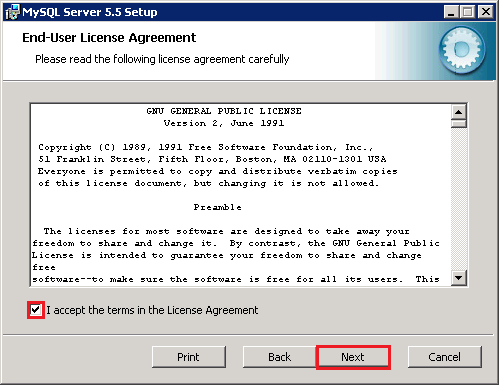 MySQL Server 5.5 Setup
End-User License Agreement
Please read the following license agreement carefully
GNU GENERAL PUBLIC LICENSE
Version 2, June 1991
Copyright (C) 1989, 1991 Free Software Foundation, Inc.,
51 Franklin Street, Fifth Floor, Boston, MA 02110-1301 USA
Everyone is permitted to copy and distribute verbatim copies
of this license document, but changing it is not allowed.
Preamble
The licenses for most software are designed to take away your
freedom to share and change it. By contrast, the GNU General Public
License is intended to guarantee your freedom to share and change
free
software--to make sure the software is free for all its users. This
I accept the terms in the License Agreement
Print Back Next Cancel